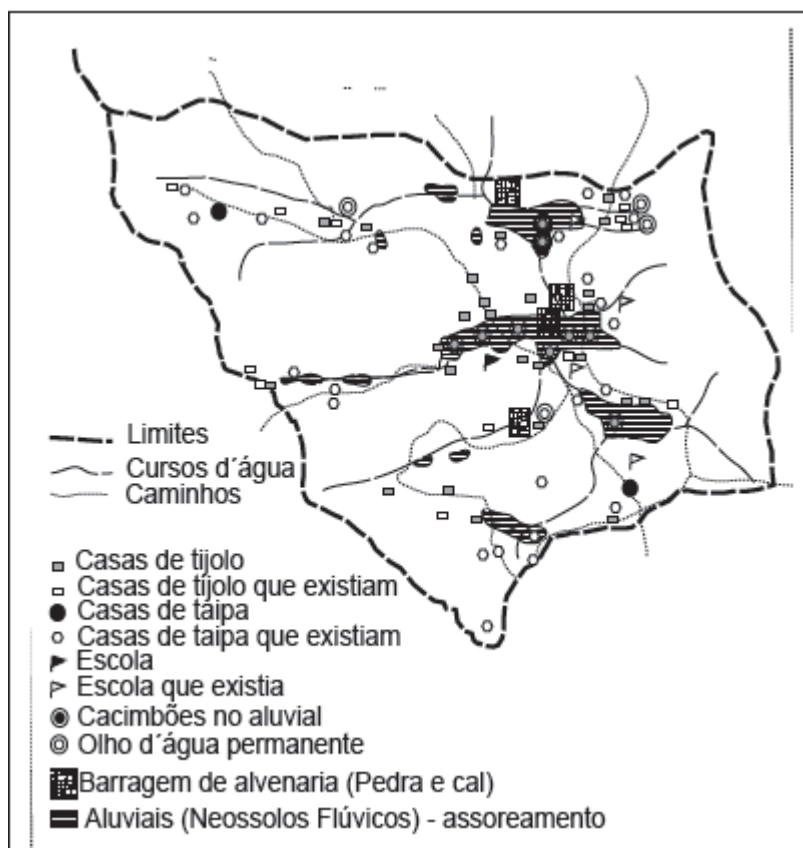 Limites
Cursos d´água
Caminhos
Casas de tijolo
Casas de tijolo que existiam
Casas de táipa
Casas de taipa que existiam
Escola
Escola que existia
Cacimbões no aluvial
Olho d´água permanente
Barragem de alvenaria (Pedra e cal)
Aluviais (Neossolos Flúvicos) - assoreamento